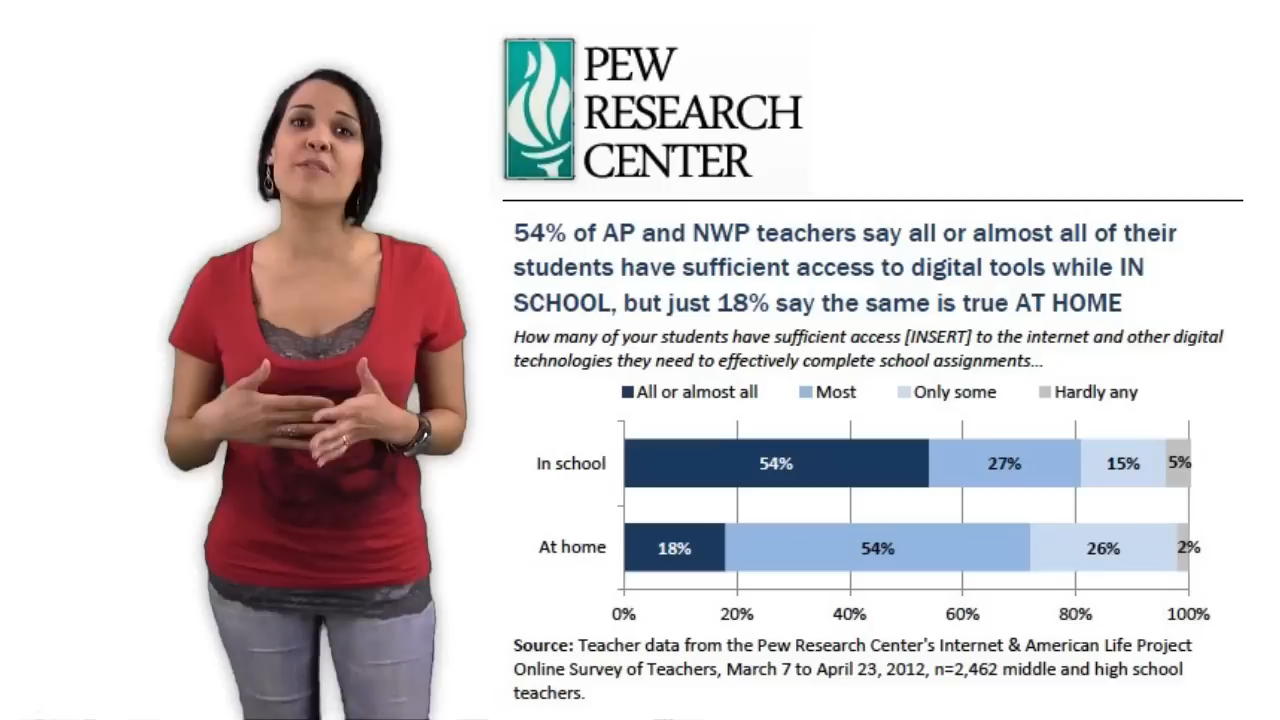 PEW
RESEARCH
CENTER
54% of AP and NWP teachers say all or almost all of their
students have sufficient access to digital tools while IN
SCHOOL, but just 18% say the same is true AT HOME
How many of your students have sufficient access [INSERT] to the internet and other digital
technologies they need to effectively complete school assignments…
All or almost all Most Only some Hardly any
In school 54% 27% 15% 5%
At home 18% 54% 26% 2%
0% 20% 40% 60% 80% 100%
Source: Teacher data from the Pew Research Center's Internet & American Life Project
Online Survey of Teachers, March 7 to April 23, 2012, n=2,462 middle and high school
teachers.